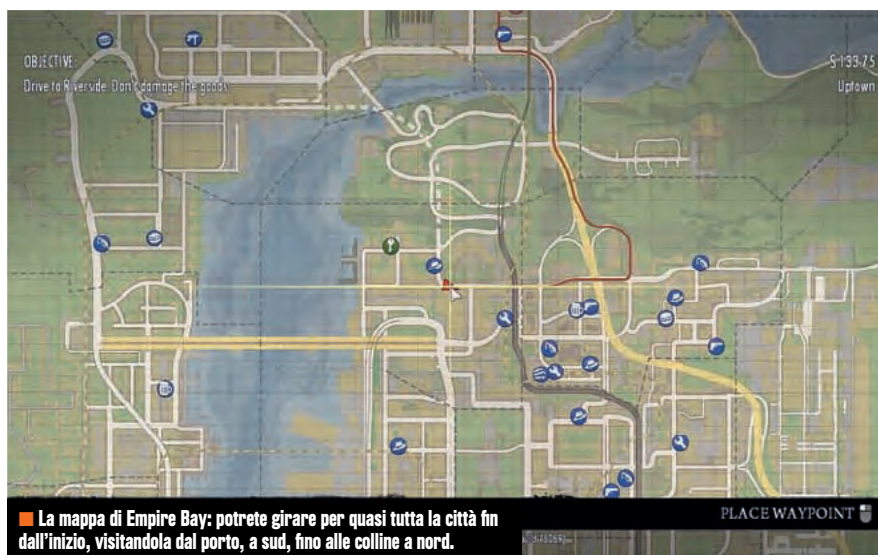 OBJECTIVE:
Drive to Riverside. Don't damage the goods.
$ 133.75
Uptown
PLACE WAYPOINT
■ La mappa di Empire Bay: potrete girare per quasi tutta la città fin
dall'inizio, visitandola dal porto, a sud, fino alle colline a nord.